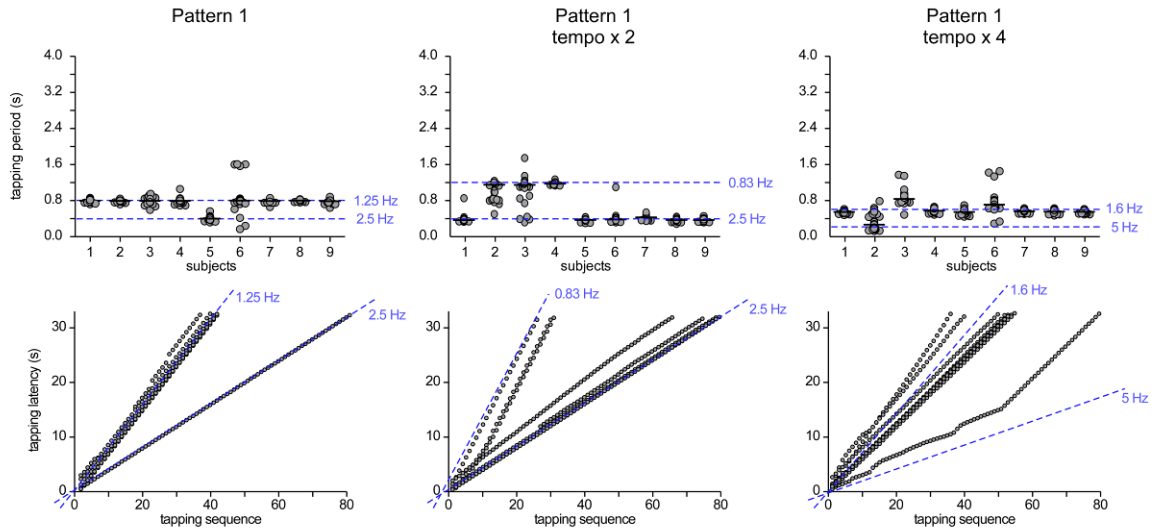 Pattern 1
4.0
3.2
2.4
1.6
0.8
0.0
tapping period (s)
1.25 Hz
2.5 Hz
1 2 3 4 5 6 7 8 9
subjects
Pattern 1
tempo x 2
4.0
3.2
2.4
1.6
0.8
0.0
0.83 Hz
2.5 Hz
1 2 3 4 5 6 7 8 9
subjects
Pattern 1
tempo x 4
4.0
3.2
2.4
1.6
0.8
0.0
1.6 Hz
5 Hz
1 2 3 4 5 6 7 8 9
subjects
30
20
10
0
tapping latency (s)
1.25 Hz
2.5 Hz
0 20 40 60 80
tapping sequence
30
20
10
0
0.83 Hz
2.5 Hz
0 20 40 60 80
tapping sequence
30
20
10
0
1.6 Hz
5 Hz
0 20 40 60 80
tapping sequence